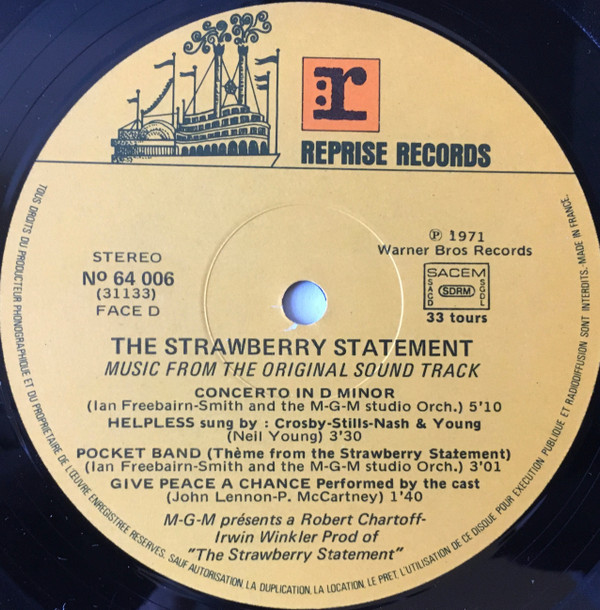 r
REPRISE RECORDS
STEREO
Nº 64 006
(31133)
FACE D
℗ 1971
Warner Bros Records
SACEM
SACD
SDRM
SGDL
33 tours
THE STRAWBERRY STATEMENT
MUSIC FROM THE ORIGINAL SOUND TRACK
CONCERTO IN D MINOR
(Ian Freebairn-Smith and the M-G-M studio Orch.) 5'10
HELPLESS sung by : Crosby-Stills-Nash & Young
(Neil Young) 3'30
POCKET BAND (Thème from the Strawberry Statement)
(Ian Freebairn-Smith and the M-G-M studio Orch.) 3'01
GIVE PEACE A CHANCE Performed by the cast
(John Lennon-P. McCartney) 1'40
M-G-M présents a Robert Chartoff-
Irwin Winkler Prod of
"The Strawberry Statement"
TOUS DROITS DU PRODUCTEUR PHONOGRAPHIQUE ET DU PROPRIETAIRE DE L'ŒUVRE ENREGISTREE RESERVES. SAUF AUTORISATION, LA DUPLICATION, LA LOCATION, LE PRET, L'UTILISATION DE CE DISQUE POUR EXECUTION PUBLIQUE ET RADIODIFFUSION SONT INTERDITS. MADE IN FRANCE.